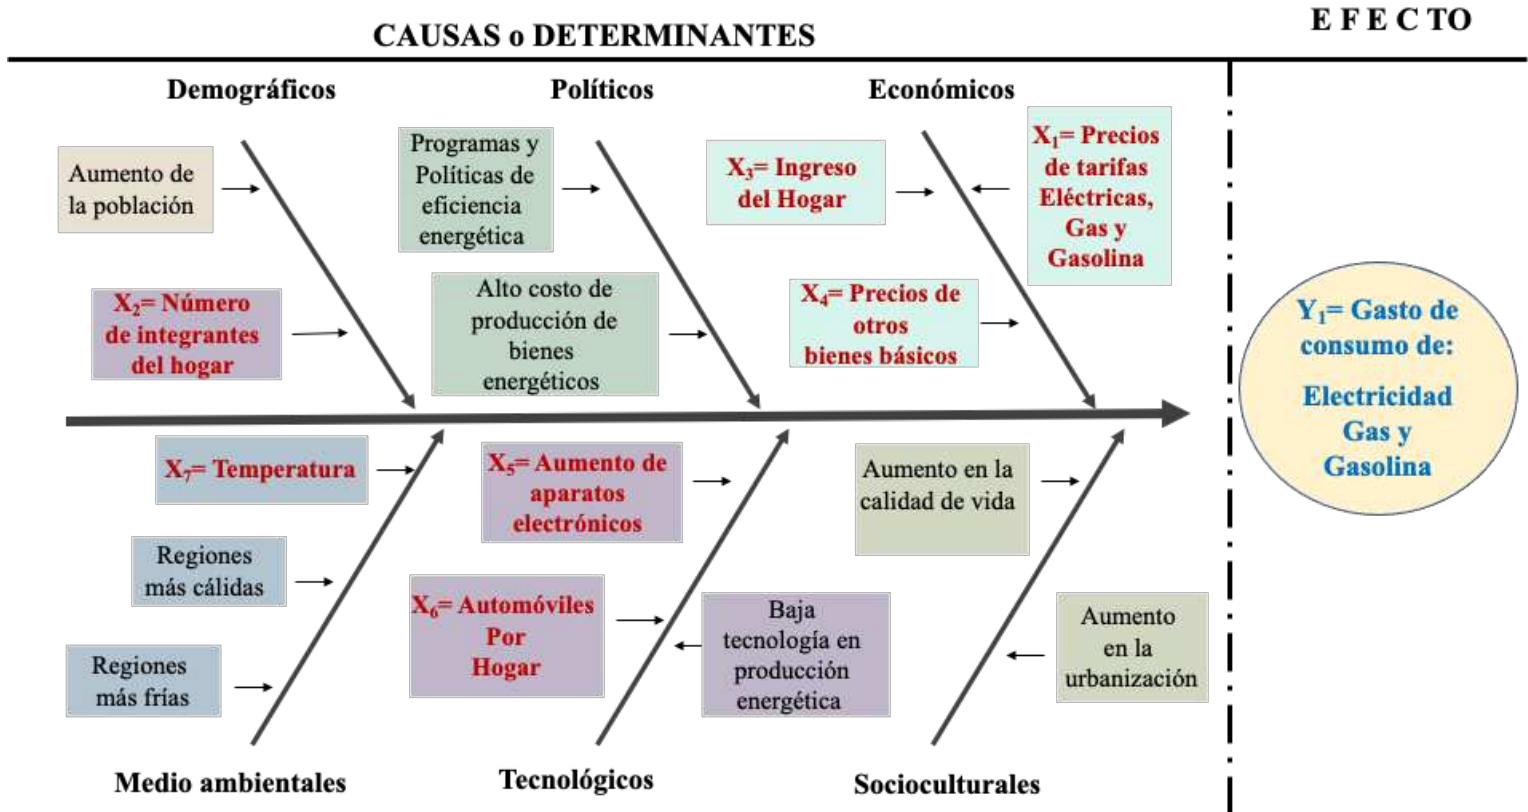 CAUSAS o DETERMINANTES
E F E C TO
Demográficos
Políticos
Económicos
Aumento de
la población
X₂= Número
de integrantes
del hogar
Programas y
Políticas de
eficiencia
energética
Alto costo de
producción de
bienes
energéticos
X₃= Ingreso
del Hogar
X₁= Precios
de tarifas
Eléctricas,
Gas y
Gasolina
X₄= Precios de
otros
bienes básicos
Y₁= Gasto de
consumo de:
Electricidad
Gas y
Gasolina
X₇= Temperatura
Regiones
más cálidas
Regiones
más frías
X₅= Aumento de
aparatos
electrónicos
X₆= Automóviles
Por
Hogar
Baja
tecnología en
producción
energética
Aumento en la
calidad de vida
Aumento
en la
urbanización
Medio ambientales
Tecnológicos
Socioculturales